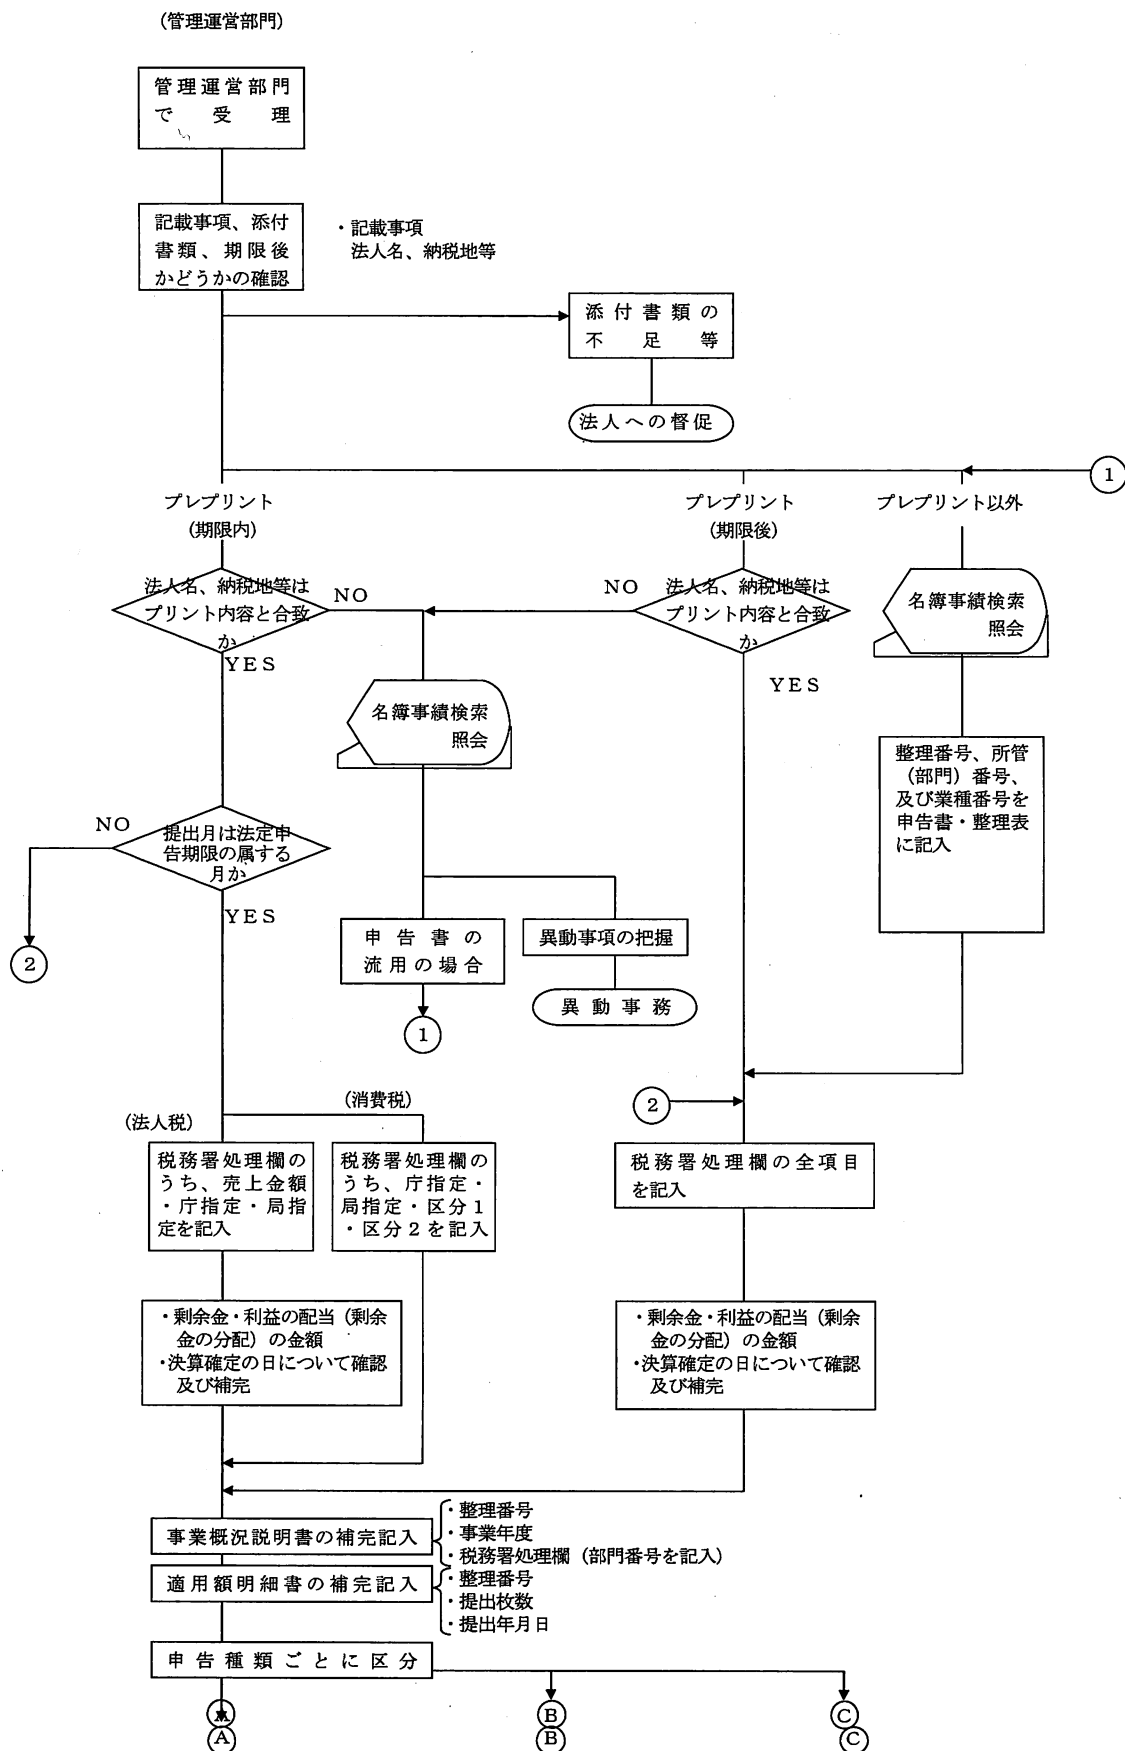 (管理運営部門)
管理運営部門
で受理
記載事項、添付
書類、期限後
かどうかの確認
・記載事項
法人名、納税地等
添付書類の
不足等
法人への督促
1
プレプリント
(期限内)
プレプリント
(期限後)
プレプリント以外
法人名、納税地等は
プリント内容と合致
か
NO
YES
NO
法人名、納税地等は
プリント内容と合致
か
YES
名簿事績検索
照会
名簿事績検索
照会
整理番号、所管
(部門)番号、
及び業種番号を
申告書・整理表
に記入
NO
提出月は法定申
告期限の属する
月か
YES
2
申告書の
流用の場合
異動事項の把握
異動事務
1
(法人税)
(消費税)
2
税務署処理欄の
うち、売上金額
・庁指定・局指
定を記入
税務署処理欄の
うち、庁指定・
局指定・区分1
・区分2を記入
税務署処理欄の全項目
を記入
・剰余金・利益の配当(剰余
金の分配)の金額
・決算確定の日について確認
及び補完
・剰余金・利益の配当(剰余
金の分配)の金額
・決算確定の日について確認
及び補完
事業概況説明書の補完記入
・整理番号
・事業年度
・税務署処理欄(部門番号を記入)
適用額明細書の補完記入
・整理番号
・提出枚数
・提出年月日
申告種類ごとに区分
A
B
C
A
B
C